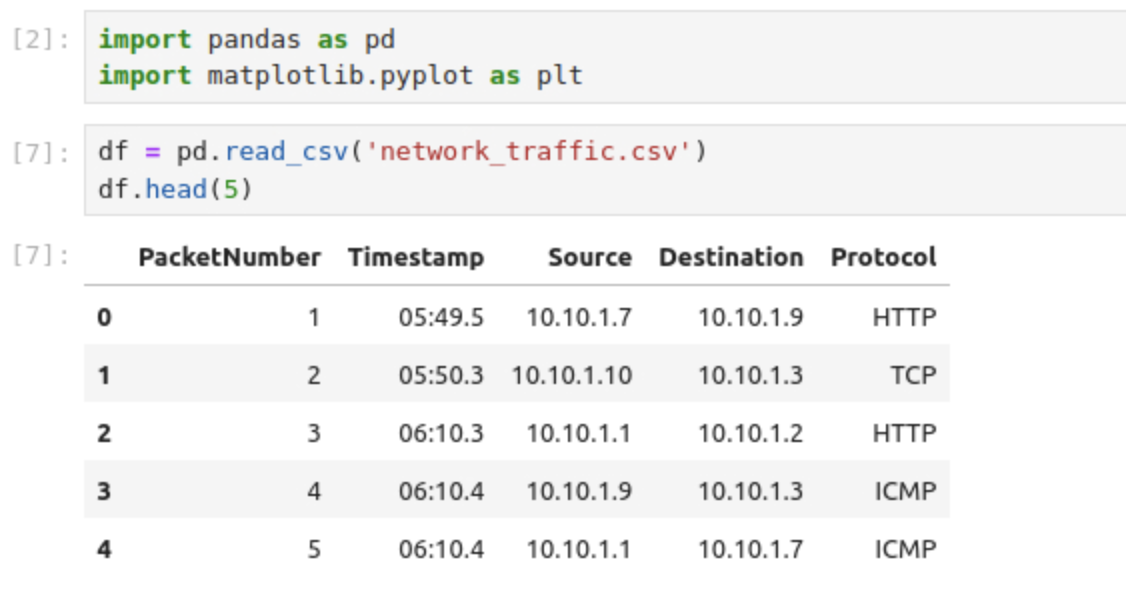 [2]: import pandas as pd
import matplotlib.pyplot as plt
[7]: df = pd.read_csv('network_traffic.csv')
df.head(5)
[7]: PacketNumber Timestamp Source Destination Protocol
0 1 05:49.5 10.10.1.7 10.10.1.9 HTTP
1 2 05:50.3 10.10.1.10 10.10.1.3 TCP
2 3 06:10.3 10.10.1.1 10.10.1.2 HTTP
3 4 06:10.4 10.10.1.9 10.10.1.3 ICMP
4 5 06:10.4 10.10.1.1 10.10.1.7 ICMP